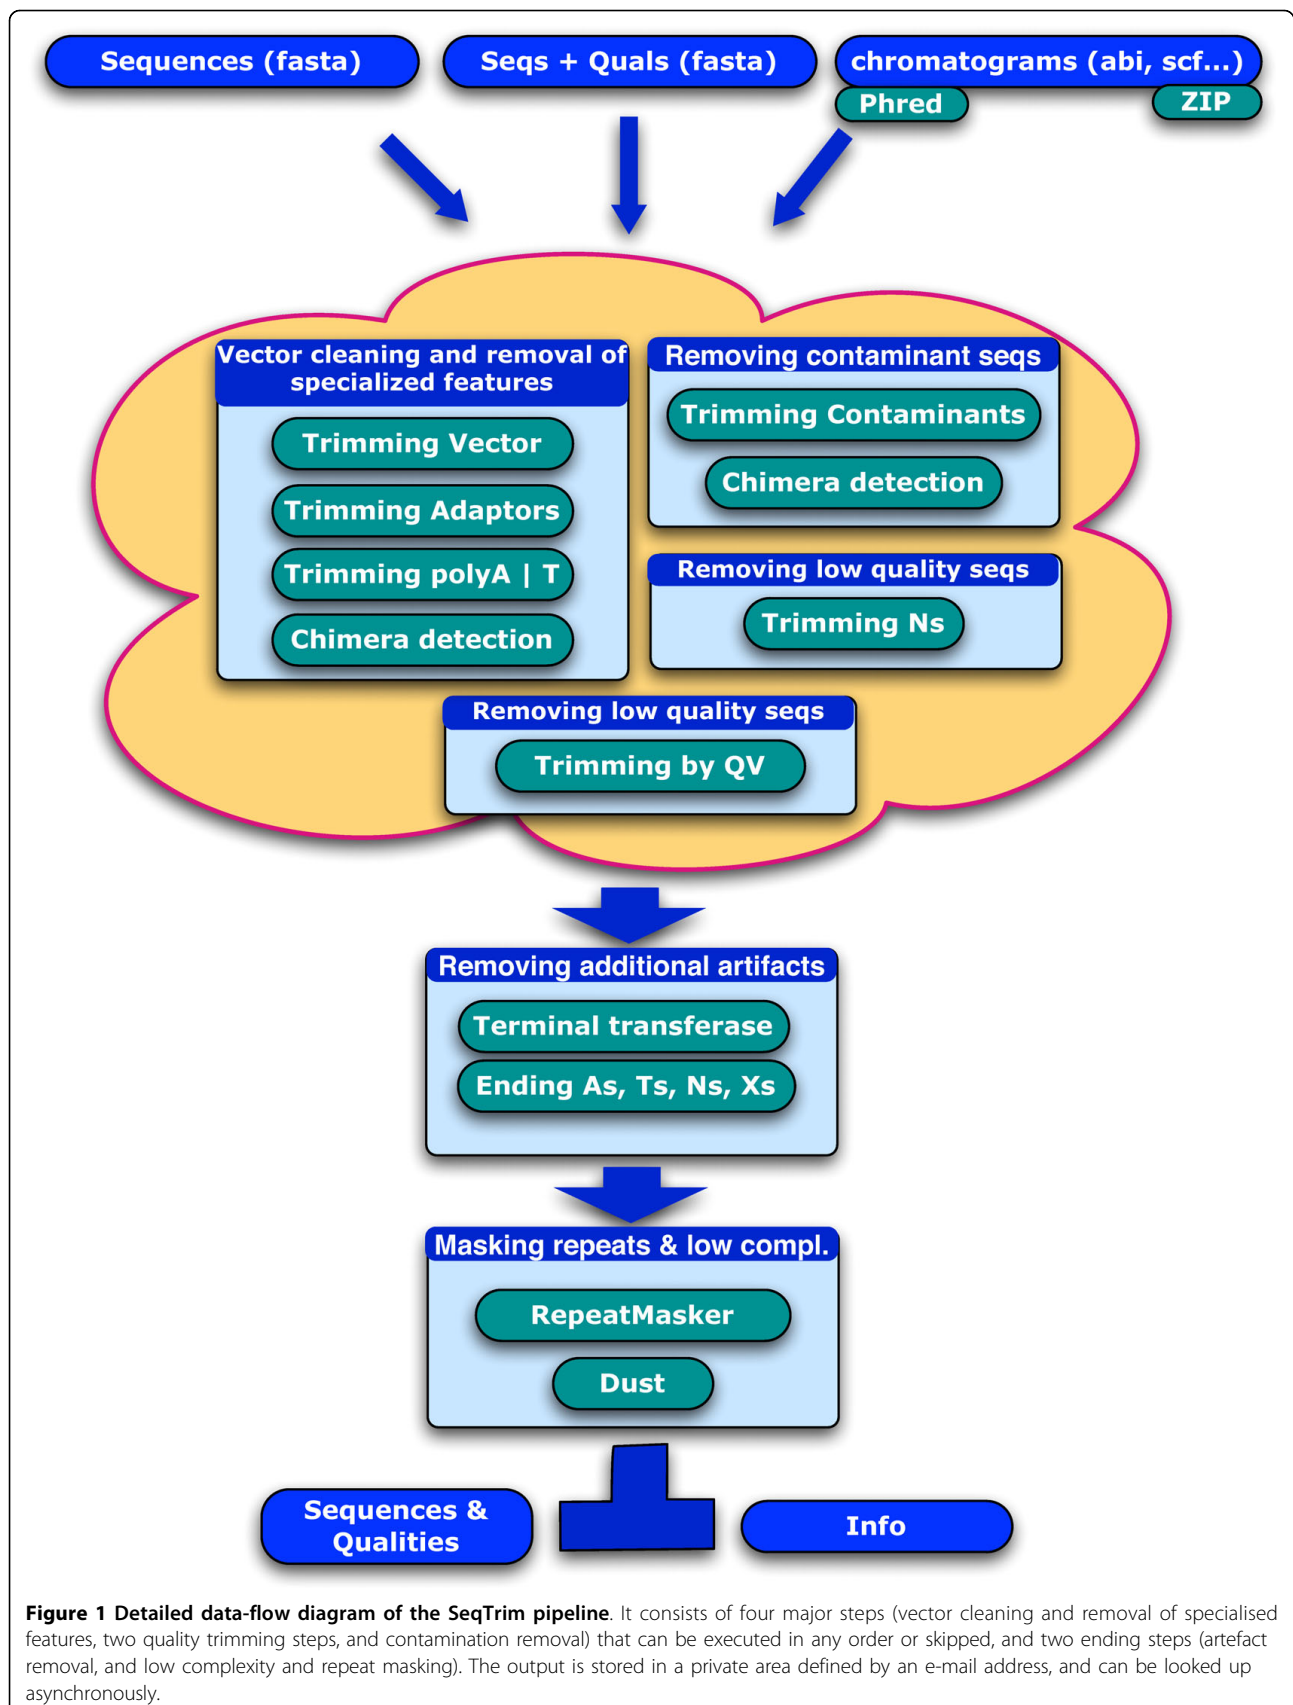 Sequences (fasta)
Seqs + Quals (fasta)
chromatograms (abi, scf...)
Phred
ZIP
Vector cleaning and removal of
specialized features
Trimming Vector
Trimming Adaptors
Trimming polyA | T
Chimera detection
Removing contaminant seqs
Trimming Contaminants
Chimera detection
Removing low quality seqs
Trimming Ns
Removing low quality seqs
Trimming by QV
Removing additional artifacts
Terminal transferase
Ending As, Ts, Ns, Xs
Masking repeats & low compl.
RepeatMasker
Dust
Sequences &
Qualities
Info
Figure 1 Detailed data-flow diagram of the SeqTrim pipeline. It consists of four major steps (vector cleaning and removal of specialised
features, two quality trimming steps, and contamination removal) that can be executed in any order or skipped, and two ending steps (artefact
removal, and low complexity and repeat masking). The output is stored in a private area defined by an e-mail address, and can be looked up
asynchronously.